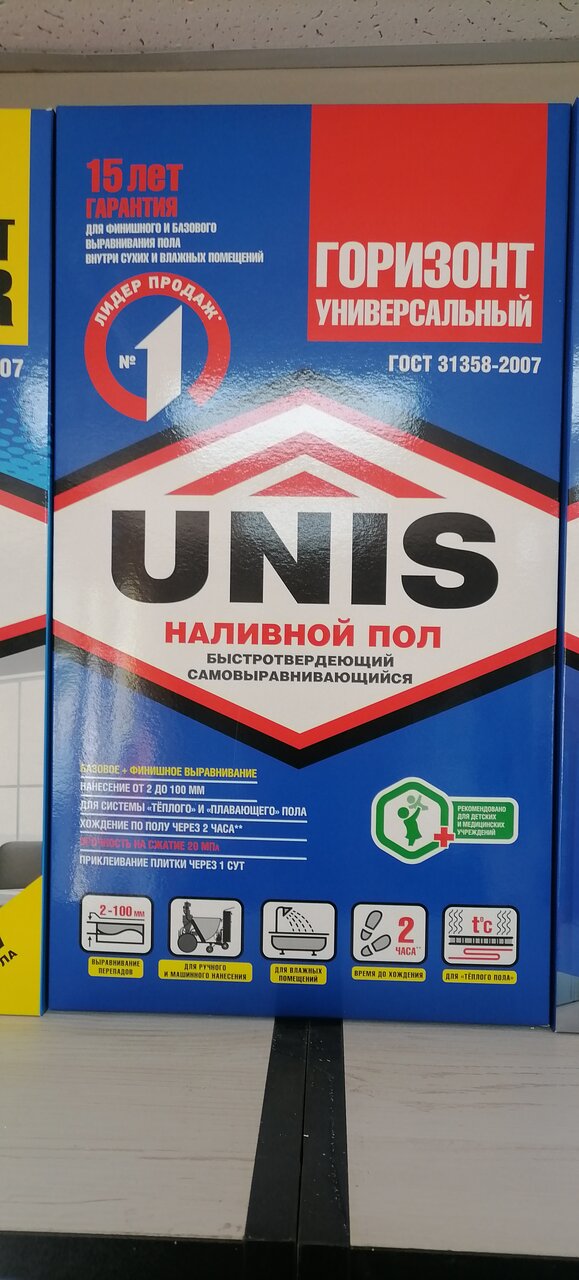 15 лет
ГАРАНТИЯ
ДЛЯ ФИНИШНОГО И БАЗОВОГО
ВЫРАВНИВАНИЯ ПОЛА
ВНУТРИ СУХИХ И ВЛАЖНЫХ ПОМЕЩЕНИЙ
ЛИДЕР ПРОДАЖ*
№1
ГОРИЗОНТ
УНИВЕРСАЛЬНЫЙ
ГОСТ 31358-2007
Т
R
07
UNIS
НАЛИВНОЙ ПОЛ
БЫСТРОТВЕРДЕЮЩИЙ
САМОВЫРАВНИВАЮЩИЙСЯ
БАЗОВОЕ + ФИНИШНОЕ ВЫРАВНИВАНИЕ
НАНЕСЕНИЕ ОТ 2 ДО 100 ММ
ДЛЯ СИСТЕМЫ «ТЁПЛОГО» И «ПЛАВАЮЩЕГО» ПОЛА
ХОЖДЕНИЕ ПО ПОЛУ ЧЕРЕЗ 2 ЧАСА**
ПРОЧНОСТЬ НА СЖАТИЕ 20 МПа
ПРИКЛЕИВАНИЕ ПЛИТКИ ЧЕРЕЗ 1 СУТ
РЕКОМЕНДОВАНО
ДЛЯ ДЕТСКИХ
И МЕДИЦИНСКИХ
УЧРЕЖДЕНИЙ
2-100 ММ
ВЫРАВНИВАНИЕ
ПЕРЕПАДОВ
ДЛЯ РУЧНОГО
И МАШИННОГО НАНЕСЕНИЯ
ДЛЯ ВЛАЖНЫХ
ПОМЕЩЕНИЙ
2
ЧАСА**
ВРЕМЯ ДО ХОЖДЕНИЯ
t°c
ДЛЯ «ТЁПЛОГО ПОЛА»
ЛА